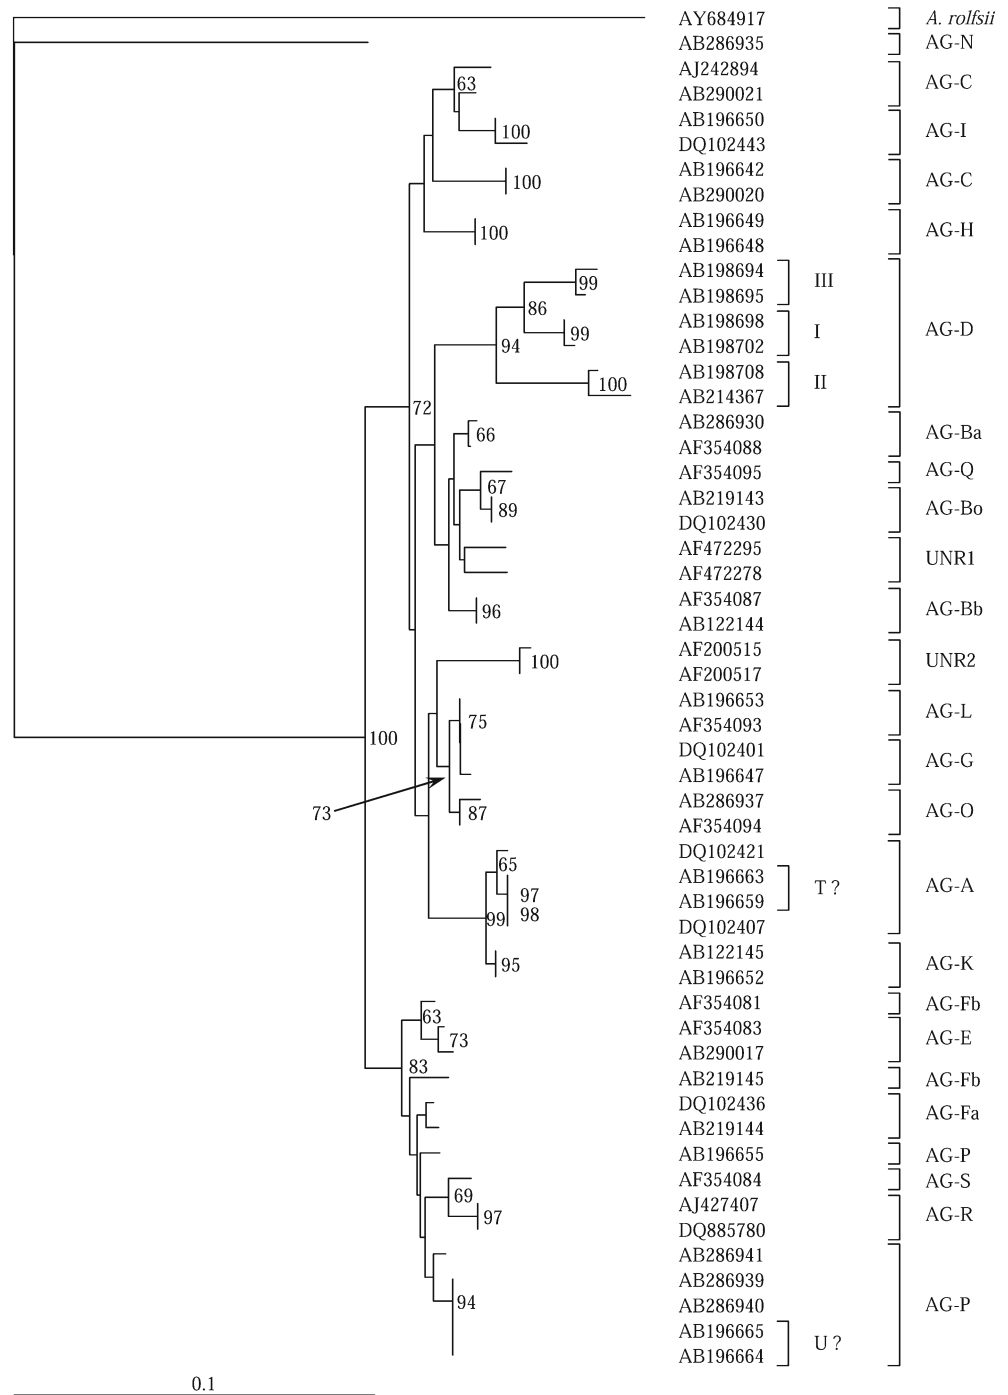 AY684917 A. rolfsii
AB286935 AG-N
AJ242894
63 AG-C
AB290021
AB196650
100 AG-I
DQ102443
AB196642
100 AG-C
AB290020
AB196649
100 AG-H
AB196648
AB198694
99 III
AB198695
86
AB198698
99 I AG-D
AB198702
94
AB198708
100 II
AB214367
72
AB286930
66 AG-Ba
AF354088
AF354095 AG-Q
67
AB219143
89 AG-Bo
DQ102430
AF472295
UNR1
AF472278
AF354087
96 AG-Bb
AB122144
AF200515
100 UNR2
AF200517
AB196653
75 AG-L
AF354093
100
DQ102401
AG-G
AB196647
AB286937
73 87 AG-O
AF354094
DQ102421
65
AB196663
97 T ? AG-A
AB196659
99 98
DQ102407
AB122145
95 AG-K
AB196652
AF354081 AG-Fb
63
AF354083
73 AG-E
AB290017
83
AB219145 AG-Fb
DQ102436
AG-Fa
AB219144
AB196655 AG-P
AF354084 AG-S
69
AJ427407
97 AG-R
DQ885780
AB286941
AB286939
94 AB286940 AG-P
AB196665
U ?
AB196664
0.1